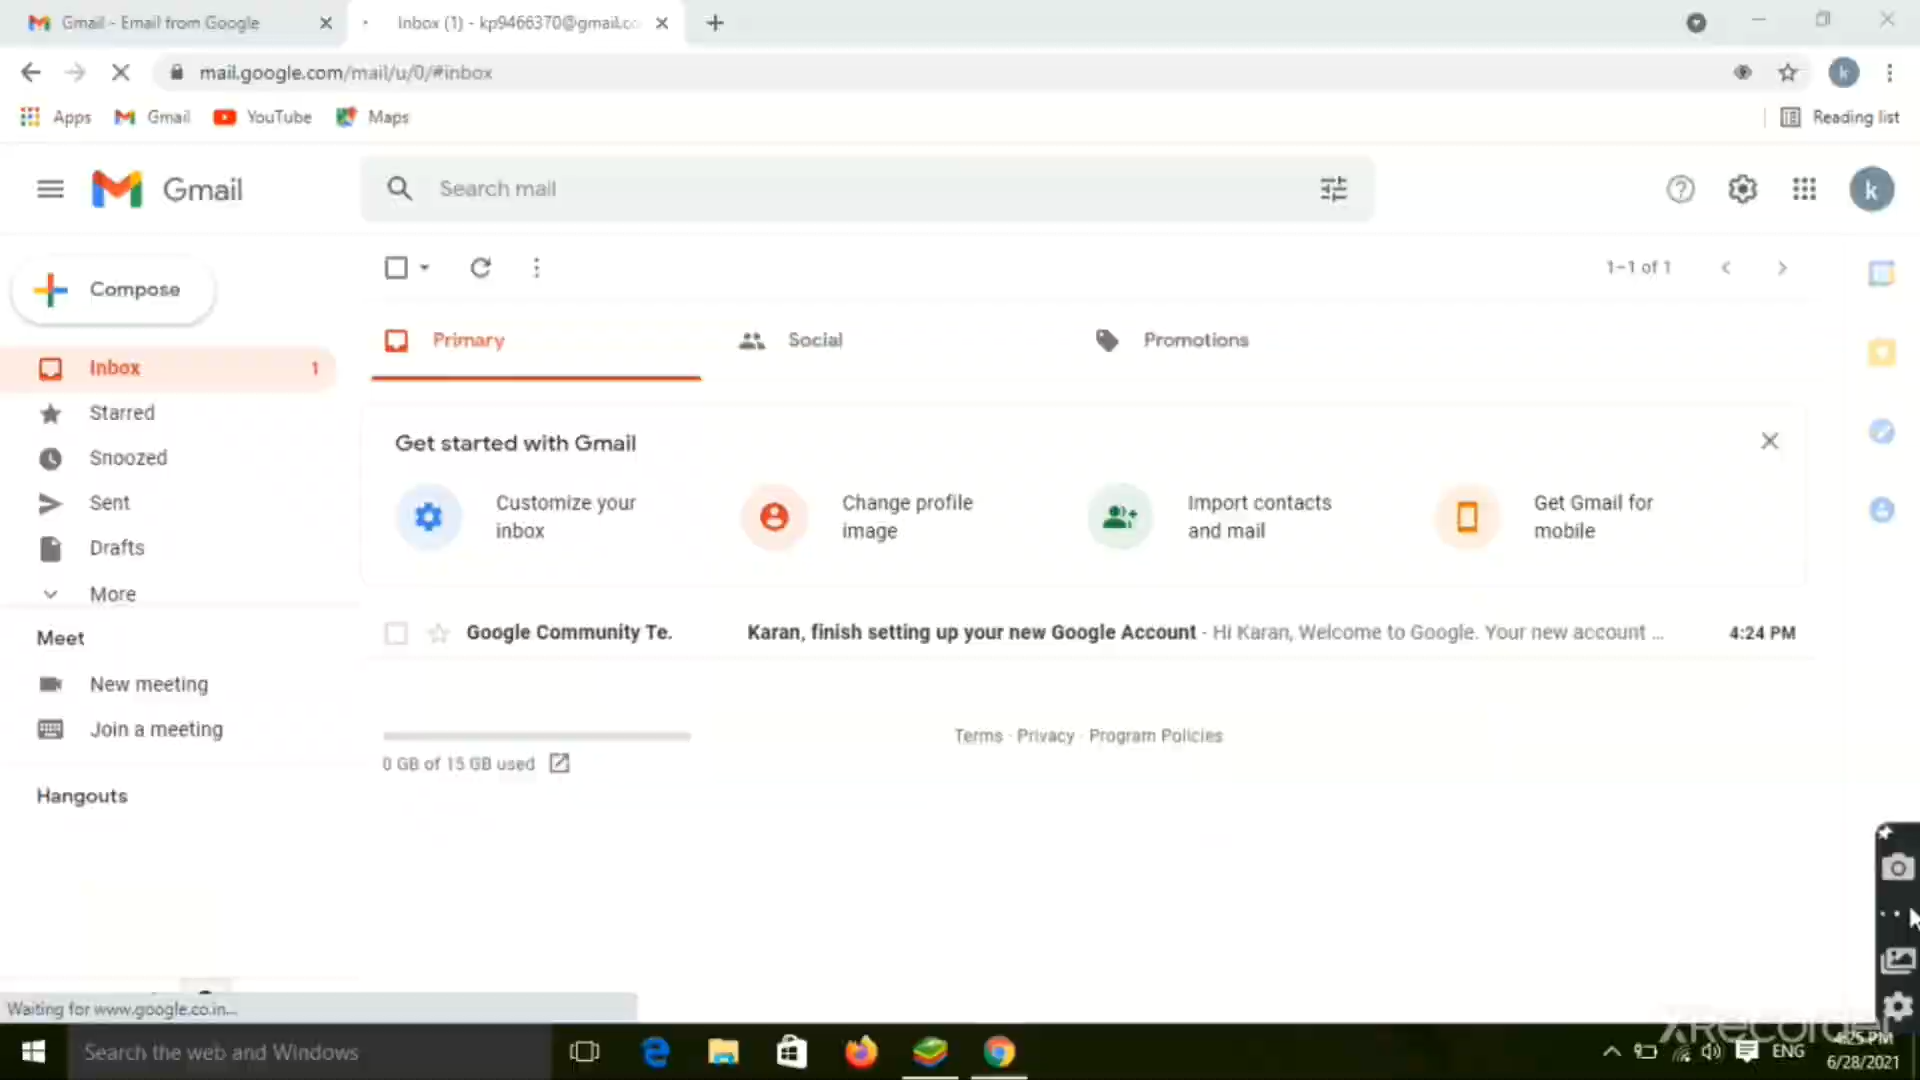 Gmail - Email from Google
Inbox (1) - kp9466370@gmail.co
mail.google.com/mail/u/0/#inbox
k
Apps
Gmail
YouTube
Maps
Reading list
Gmail
Search mail
k
Compose
1–1 of 1
Primary
Social
Promotions
Inbox 1
Starred
Snoozed
Sent
Drafts
More
Get started with Gmail
Customize your
inbox
Change profile
image
Import contacts
and mail
Get Gmail for
mobile
Google Community Te.
Karan, finish setting up your new Google Account - Hi Karan, Welcome to Google. Your new account ...
4:24 PM
Meet
New meeting
Join a meeting
Hangouts
0 GB of 15 GB used
Terms · Privacy · Program Policies
Waiting for www.google.co.in...
XRecorder
Search the web and Windows
ENG
4:25 PM
6/28/2021